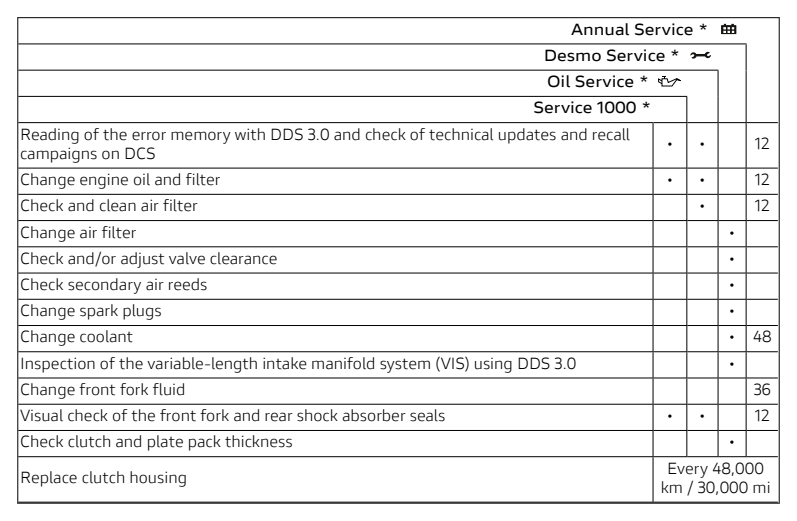 Annual Service *
Desmo Service *
Oil Service *
Service 1000 *
Reading of the error memory with DDS 3.0 and check of technical updates and recall
campaigns on DCS • • 12
Change engine oil and filter • • 12
Check and clean air filter • 12
Change air filter •
Check and/or adjust valve clearance •
Check secondary air reeds •
Change spark plugs •
Change coolant • 48
Inspection of the variable-length intake manifold system (VIS) using DDS 3.0 •
Change front fork fluid 36
Visual check of the front fork and rear shock absorber seals • • 12
Check clutch and plate pack thickness •
Replace clutch housing
Every 48,000
km / 30,000 mi